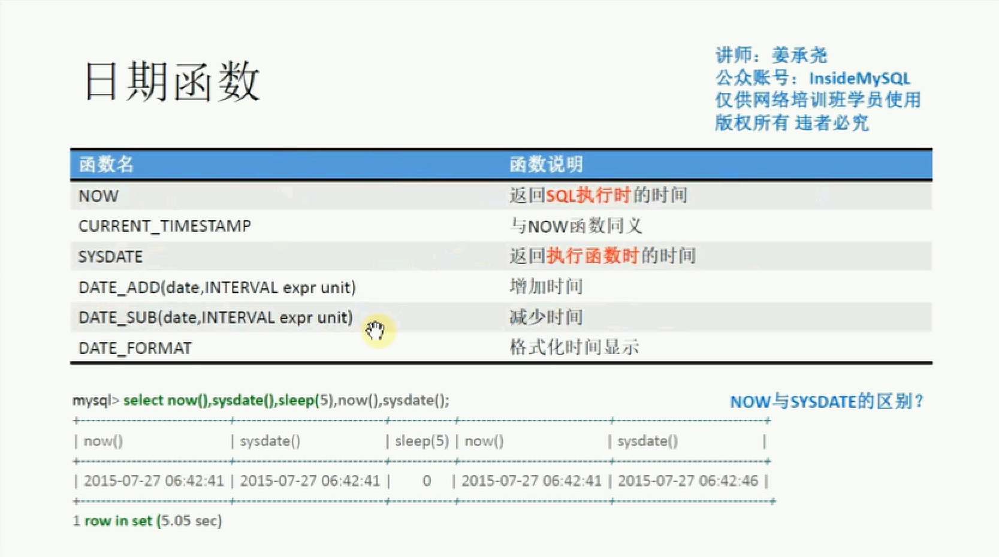 日期函数
讲师：姜承尧
公众账号：InsideMySQL
仅供网络培训班学员使用
版权所有 违者必究
函数名 函数说明
NOW 返回SQL执行时的时间
CURRENT_TIMESTAMP 与NOW函数同义
SYSDATE 返回执行函数时的时间
DATE_ADD(date,INTERVAL expr unit) 增加时间
DATE_SUB(date,INTERVAL expr unit) 减少时间
DATE_FORMAT 格式化时间显示
mysql> select now(),sysdate(),sleep(5),now(),sysdate();
NOW与SYSDATE的区别？
| now() | sysdate() | sleep(5) | now() | sysdate() |
| 2015-07-27 06:42:41 | 2015-07-27 06:42:41 | 0 | 2015-07-27 06:42:41 | 2015-07-27 06:42:46 |
1 row in set (5.05 sec)